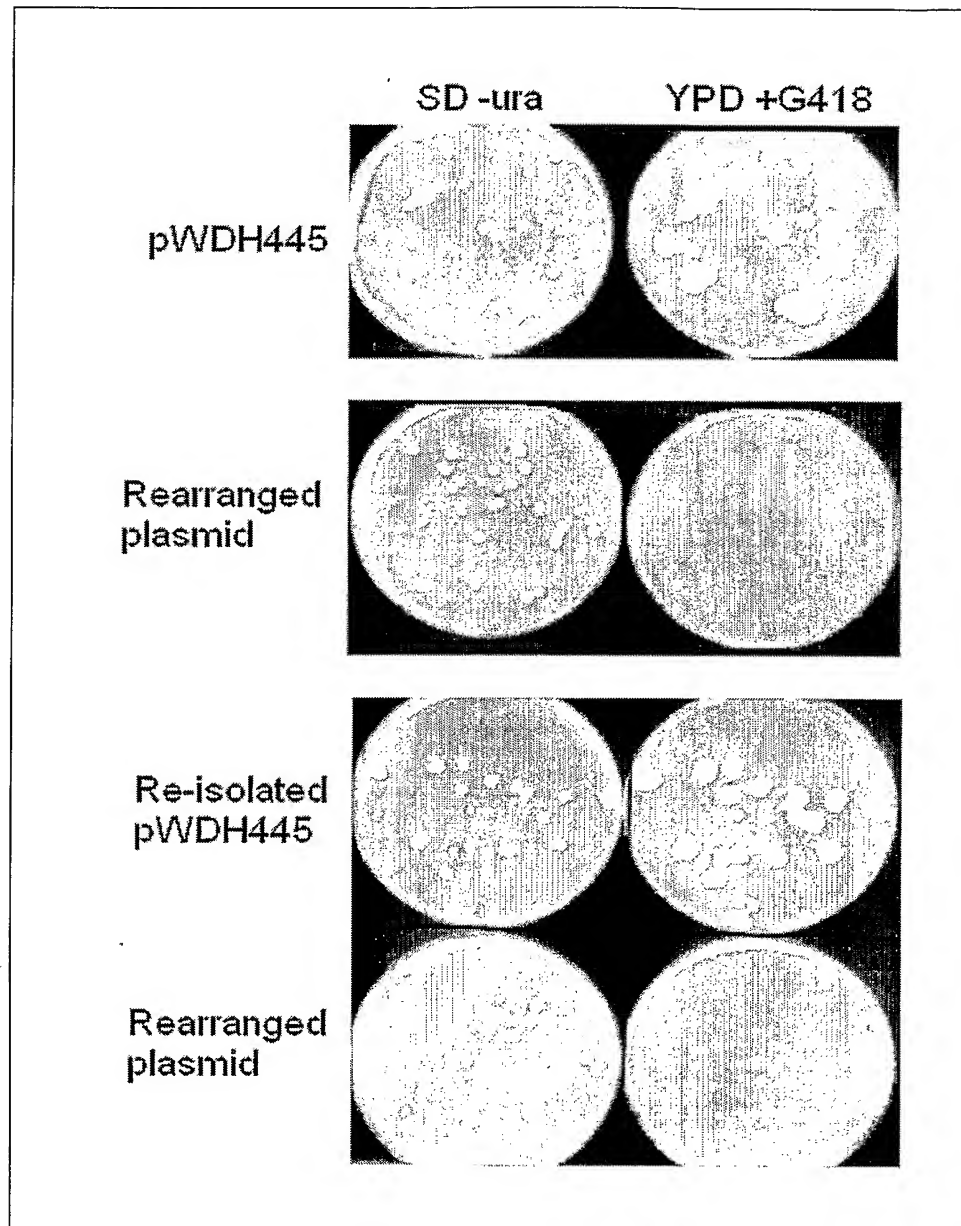 SD -ura YPD +G418
pWDH445
Rearranged
plasmid
Re-isolated
pWDH445
Rearranged
plasmid